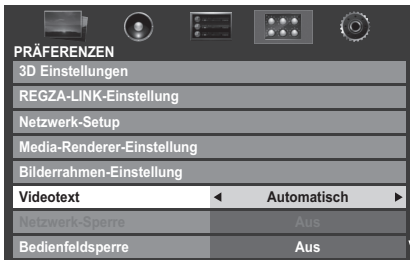 PRÄFERENZEN
3D Einstellungen
REGZA-LINK-Einstellung
Netzwerk-Setup
Media-Renderer-Einstellung
Bilderrahmen-Einstellung
Videotext Automatisch
Netzwerk-Sperre Aus
Bedienfeldsperre Aus